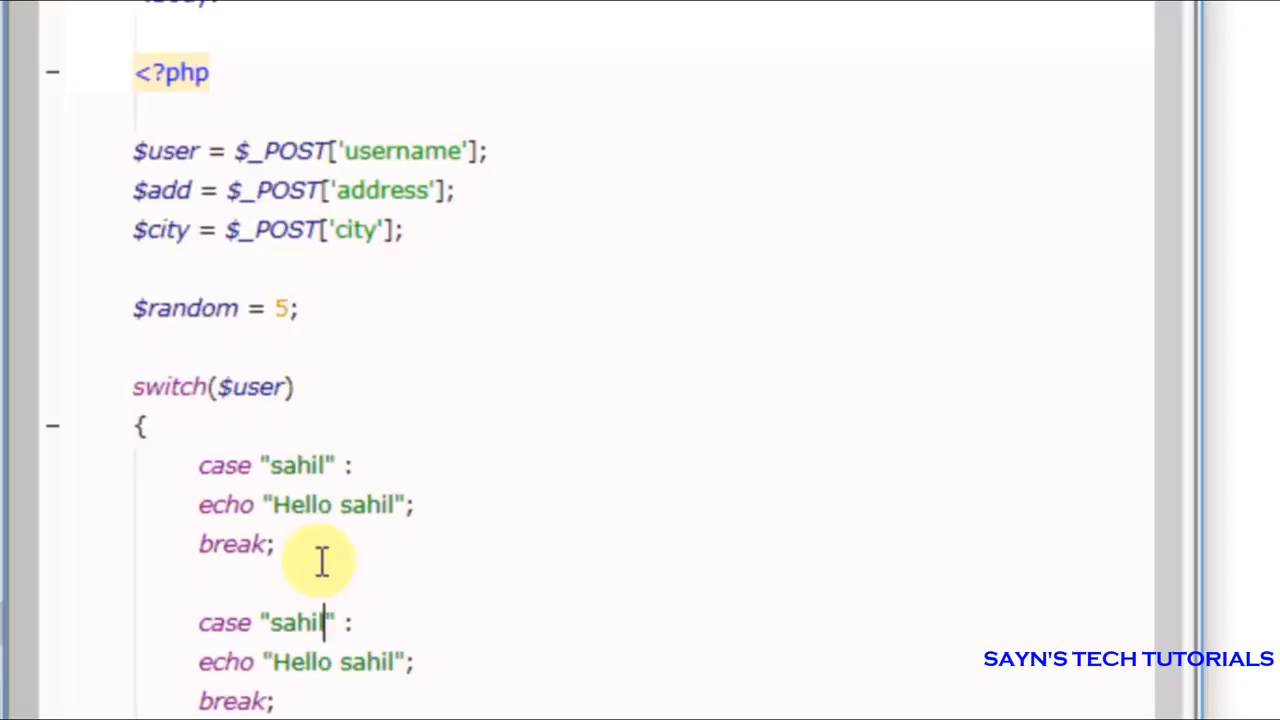 <?php
$user = $_POST['username'];
$add = $_POST['address'];
$city = $_POST['city'];
$random = 5;
switch($user)
{
case "sahil" :
echo "Hello sahil";
break;
case "sahil" :
echo "Hello sahil";
break;
SAYN'S TECH TUTORIALS